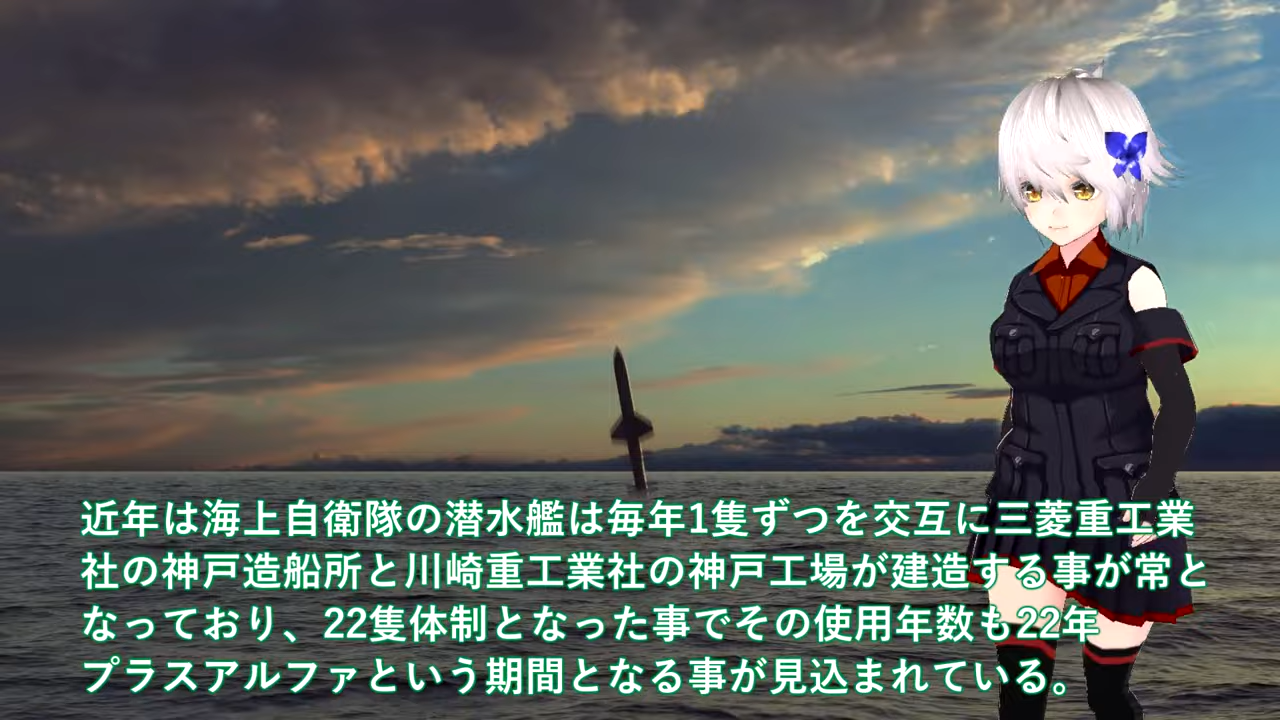 近年は海上自衛隊の潜水艦は毎年1隻ずつを交互に三菱重工業
社の神戸造船所と川崎重工業社の神戸工場が建造する事が常と
なっており、22隻体制となった事でその使用年数も22年
プラスアルファという期間となる事が見込まれている。